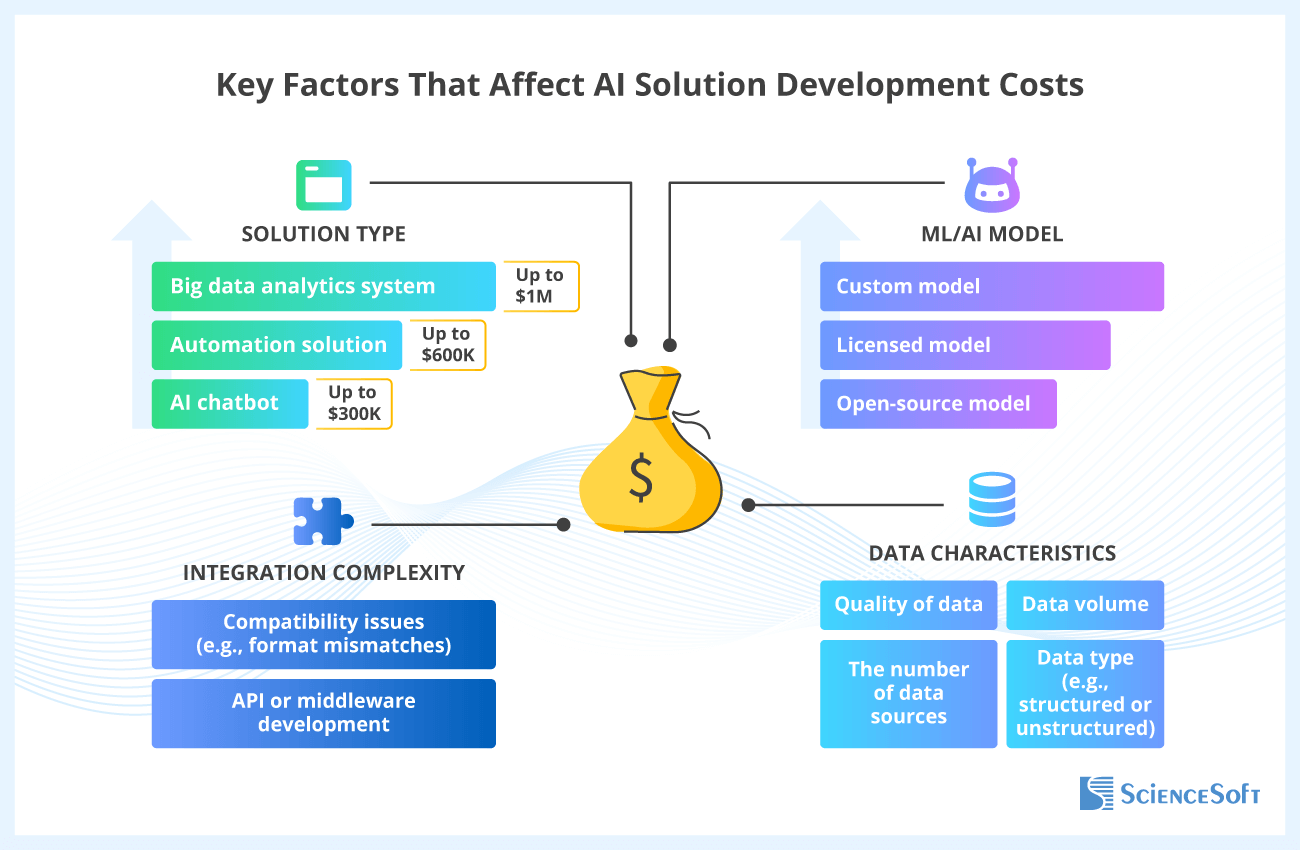 Key Factors That Affect AI Solution Development Costs
SOLUTION TYPE
Big data analytics system
Up to
$1M
Automation solution
Up to
$600K
AI chatbot
Up to
$300K
ML/AI MODEL
Custom model
Licensed model
Open-source model
$
INTEGRATION COMPLEXITY
Compatibility issues
(e.g., format mismatches)
API or middleware
development
DATA CHARACTERISTICS
Quality of data
Data volume
The number
of data
sources
Data type
(e.g.,
structured or
unstructured)
ScienceSoft